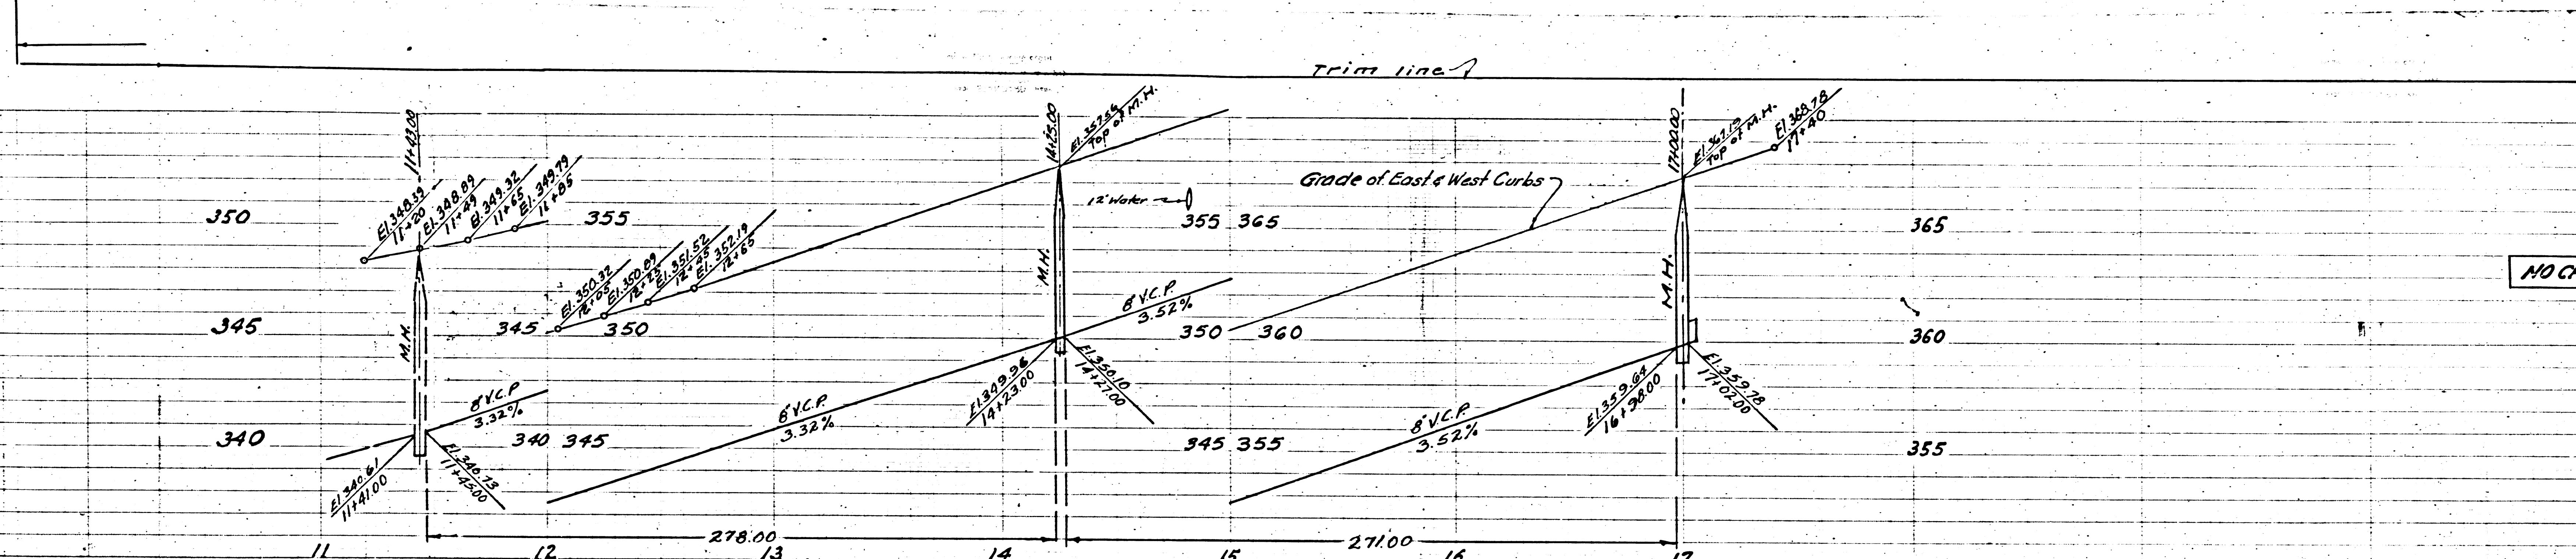 Trim line
11+43.00
14+25.00
17+00.00
El. 357.56
Top of M.H.
El. 367.19
Top of M.H.
El. 368.78
17+40
El. 348.39
11+20
El. 348.89
11+49
El. 349.32
11+65
El. 349.79
11+85
350
355
12" Water
355 365
Grade of East & West Curbs
365
El. 350.32
12+05
El. 350.89
12+25
El. 351.52
12+45
El. 352.19
12+65
M.H.
M.H.
M.H.
345
345 350
8" V.C.P.
3.52%
350 360
360
El. 349.96
14+23.00
El. 350.10
14+27.00
El. 359.64
16+98.00
El. 359.78
17+02.00
8" V.C.P.
3.32%
8" V.C.P.
3.32%
8" V.C.P.
3.52%
340
340 345
345 355
355
El. 340.61
11+41.00
El. 340.73
11+45.00
278.00
271.00
11 12 13 14 15 16 17